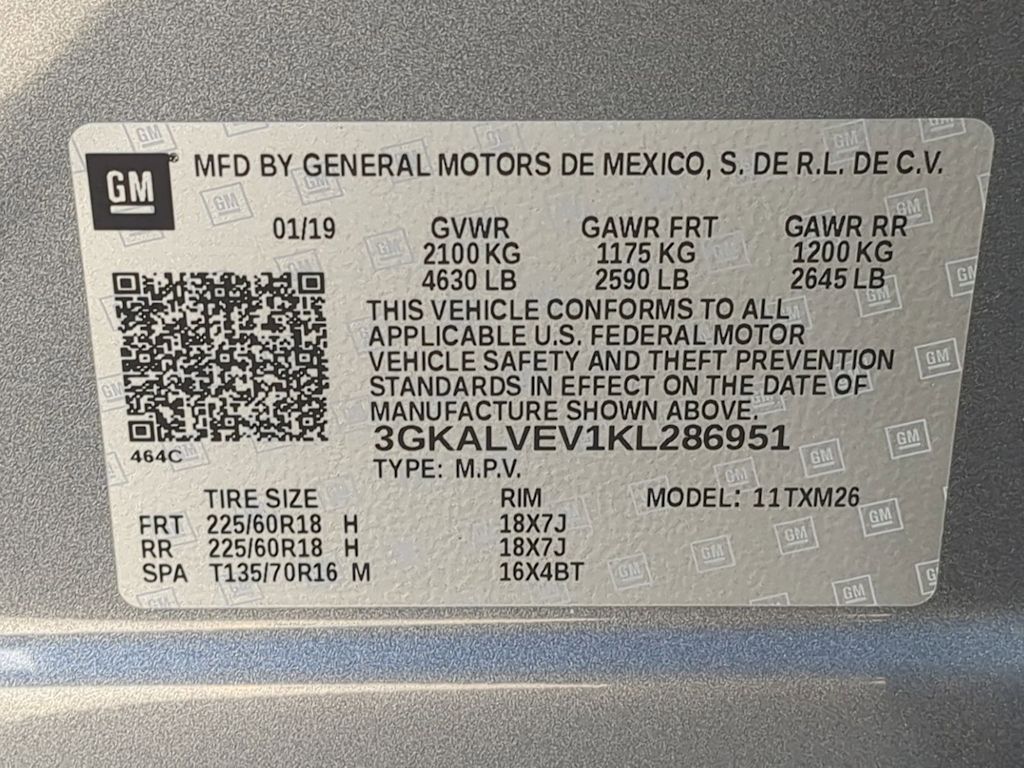 GM® MFD BY GENERAL MOTORS DE MEXICO, S. DE R.L. DE C.V.
01/19 GVWR GAWR FRT GAWR RR
2100 KG 1175 KG 1200 KG
4630 LB 2590 LB 2645 LB
THIS VEHICLE CONFORMS TO ALL
APPLICABLE U.S. FEDERAL MOTOR
VEHICLE SAFETY AND THEFT PREVENTION
STANDARDS IN EFFECT ON THE DATE OF
MANUFACTURE SHOWN ABOVE.
3GKALVEV1KL286951
464C
TYPE: M.P.V.
TIRE SIZE RIM MODEL: 11TXM26
FRT 225/60R18 H 18X7J
RR 225/60R18 H 18X7J
SPA T135/70R16 M 16X4BT